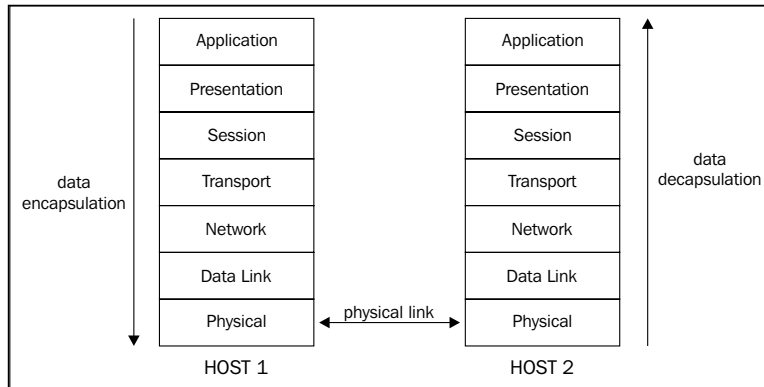 Application
Presentation
Session
Transport
Network
Data Link
Physical
HOST 1
data
encapsulation
physical link
Application
Presentation
Session
Transport
Network
Data Link
Physical
HOST 2
data
decapsulation